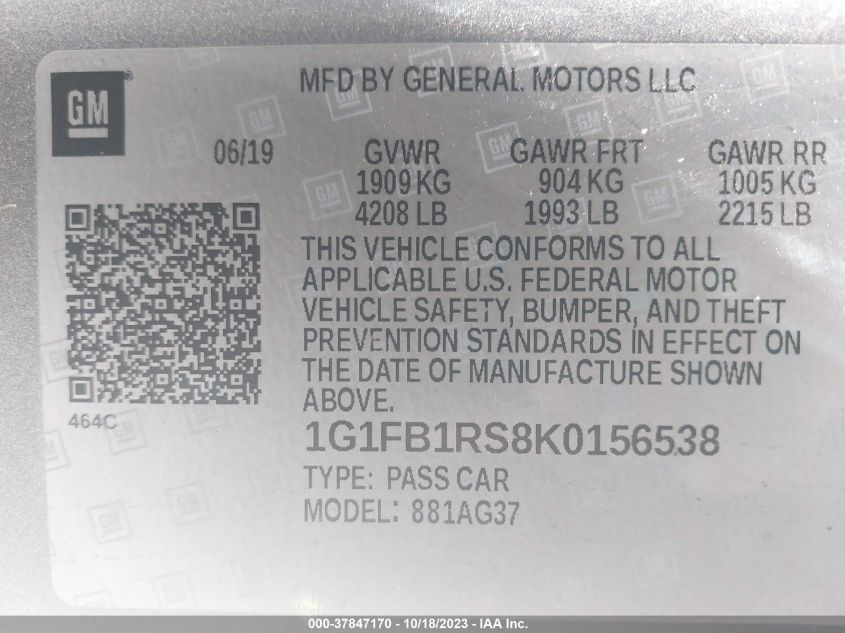 MFD BY GENERAL MOTORS LLC
GM®
06/19 GVWR GAWR FRT GAWR RR
1909 KG 904 KG 1005 KG
4208 LB 1993 LB 2215 LB
THIS VEHICLE CONFORMS TO ALL
APPLICABLE U.S. FEDERAL MOTOR
VEHICLE SAFETY, BUMPER, AND THEFT
PREVENTION STANDARDS IN EFFECT ON
THE DATE OF MANUFACTURE SHOWN
ABOVE.
464C
1G1FB1RS8K0156538
TYPE: PASS CAR
MODEL: 881AG37
000-37847170 - 10/18/2023 - IAA Inc.